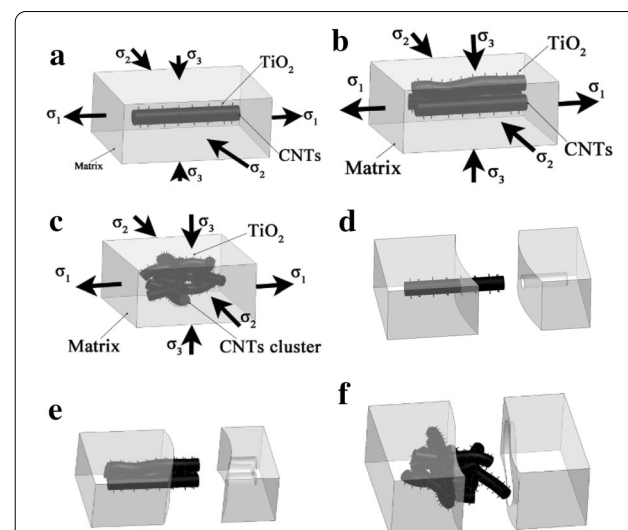 a
σ2
σ3
TiO2
σ1
σ1
Matrix
CNTs
σ2
σ3
b
σ2
σ3
TiO2
σ1
σ1
Matrix
CNTs
σ2
σ3
c
σ2
σ3
TiO2
σ1
σ1
Matrix
σ2
σ3
CNTs cluster
d
e
f